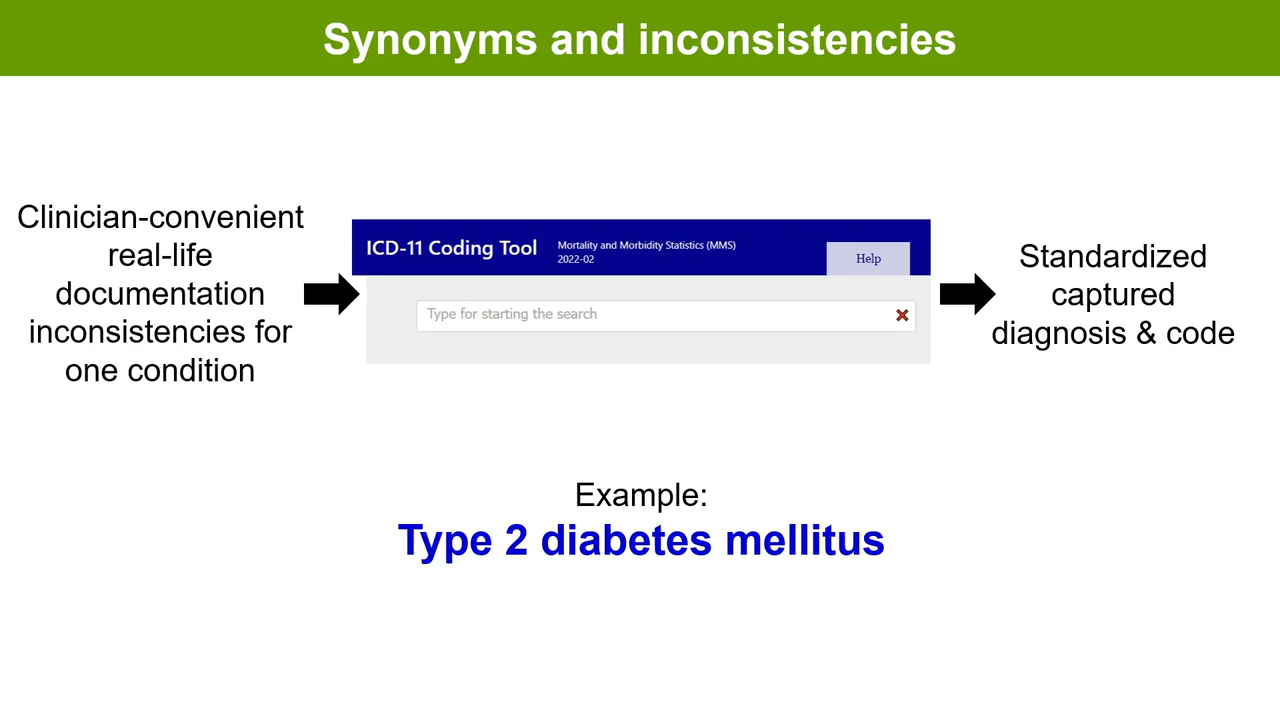 Synonyms and inconsistencies
Clinician-convenient
real-life
documentation
inconsistencies for
one condition
ICD-11 Coding Tool
Mortality and Morbidity Statistics (MMS)
2022-02
Help
Type for starting the search
Standardized
captured
diagnosis & code
Example:
Type 2 diabetes mellitus